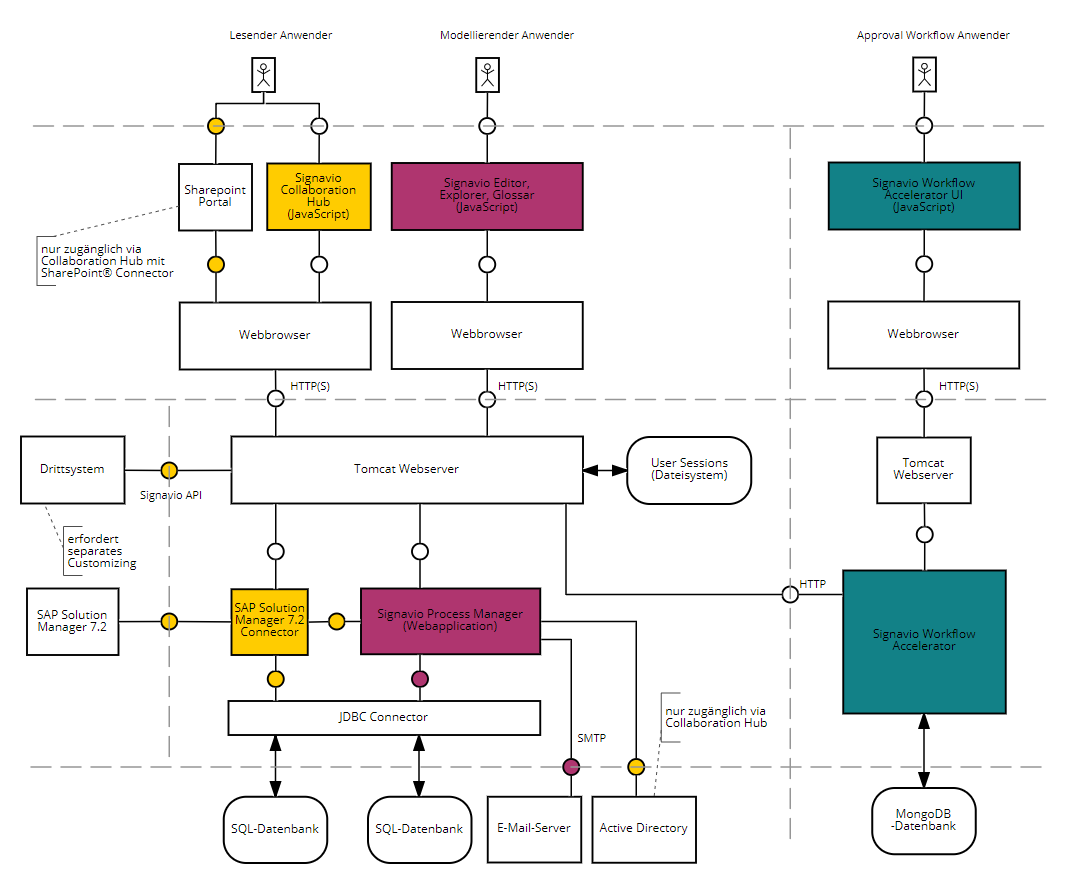 Lesender Anwender
Modellierender Anwender
Approval Workflow Anwender
Sharepoint
Portal
Signavio
Collaboration
Hub
(JavaScript)
Signavio Editor,
Explorer, Glossar
(JavaScript)
Signavio Workflow
Accelerator UI
(JavaScript)
nur zugänglich via
Collaboration Hub mit
SharePoint® Connector
Webbrowser
Webbrowser
Webbrowser
HTTP(S)
HTTP(S)
HTTP(S)
Drittsystem
Signavio API
Tomcat Webserver
User Sessions
(Dateisystem)
Tomcat
Webserver
erfordert
separates
Customizing
HTTP
SAP Solution
Manager 7.2
SAP Solution
Manager 7.2
Connector
Signavio Process Manager
(Webapplication)
Signavio Workflow
Accelerator
JDBC Connector
nur zugänglich via
Collaboration Hub
SMTP
SQL-Datenbank
SQL-Datenbank
E-Mail-Server
Active Directory
MongoDB
-Datenbank